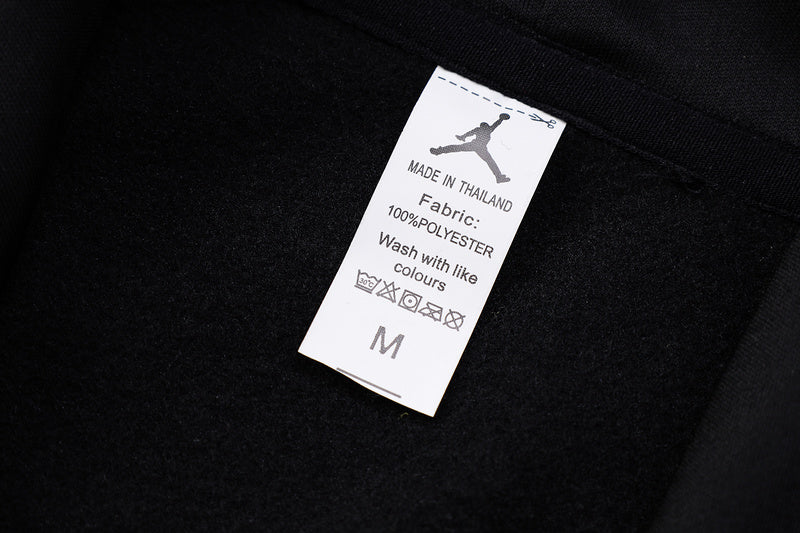 MADE IN THAILAND
Fabric:
100%POLYESTER
Wash with like
colours
30°C
M